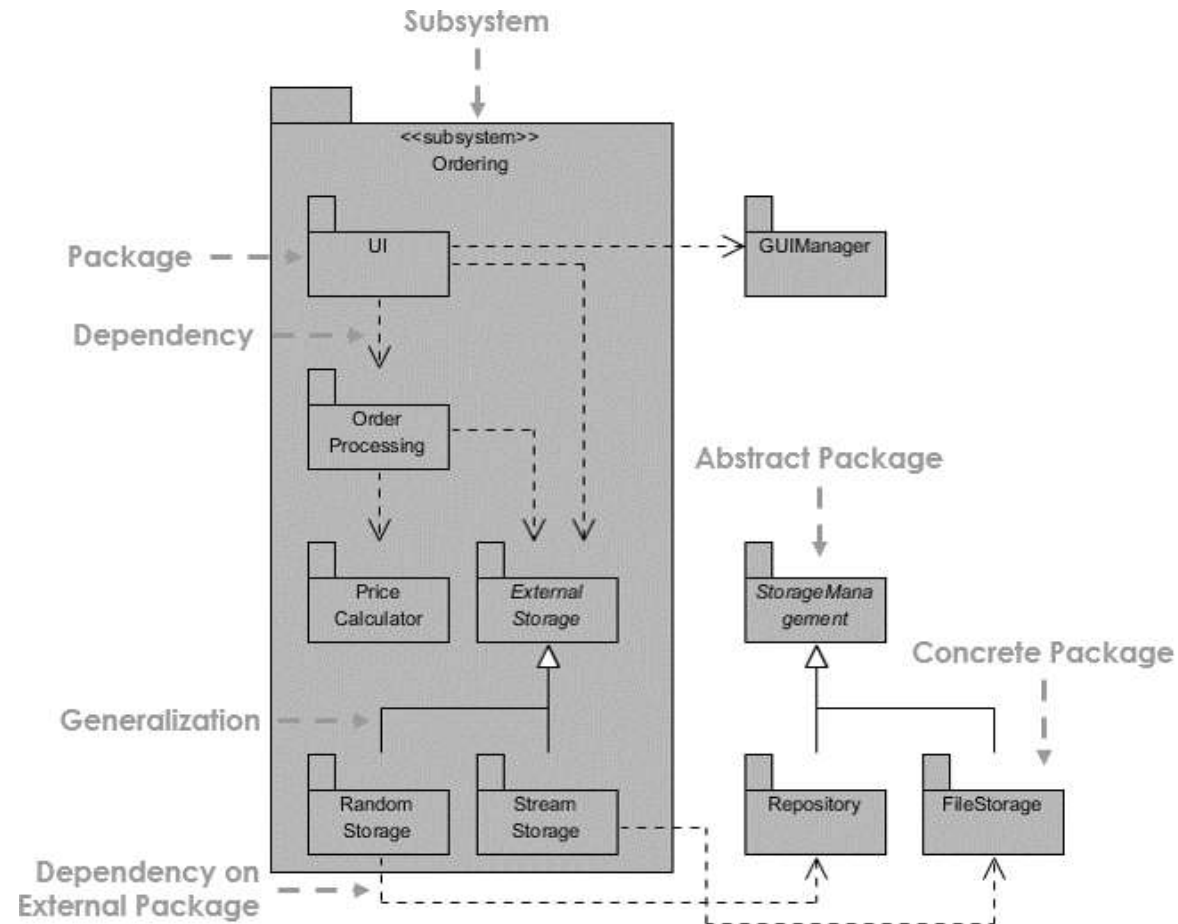 Subsystem
<<subsystem>>
Ordering
Package
UI
GUIManager
Dependency
Order
Processing
Abstract Package
Price
Calculator
External
Storage
StorageMana
gement
Concrete Package
Generalization
Random
Storage
Stream
Storage
Repository
FileStorage
Dependency on
External Package